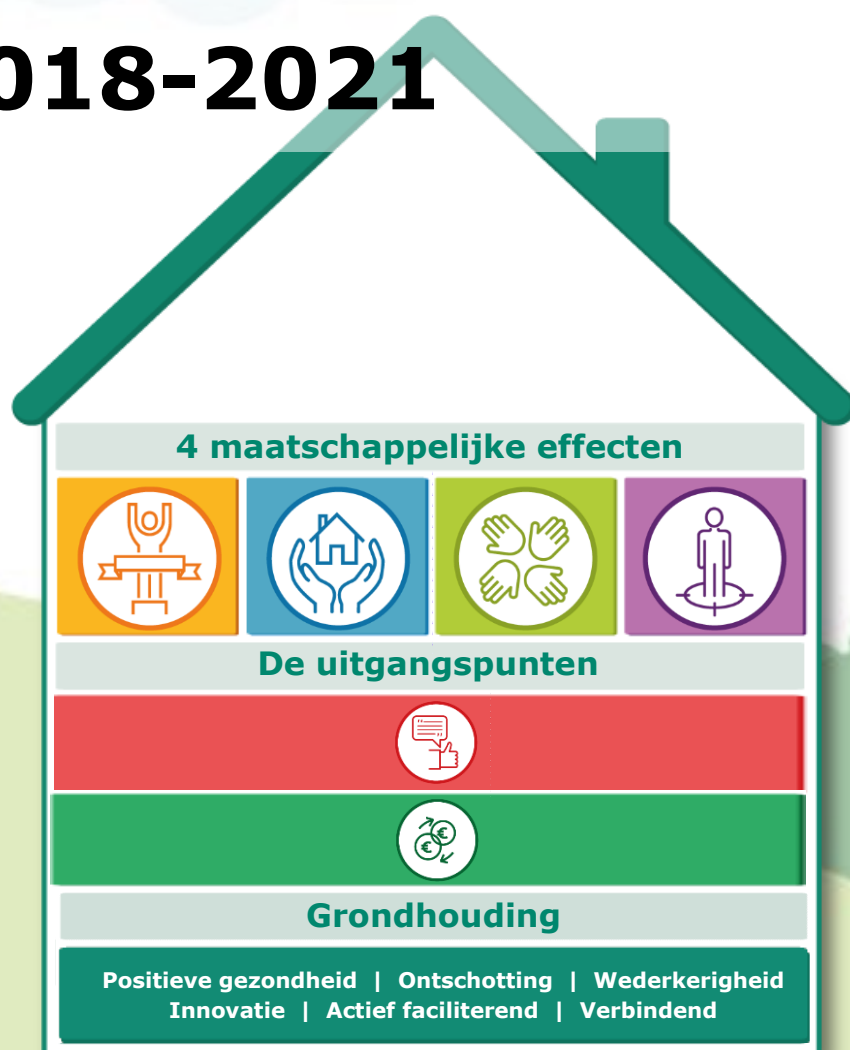 018-2021
4 maatschappelijke effecten
De uitgangspunten
Grondhouding
Positieve gezondheid | Ontschotting | Wederkerigheid
Innovatie | Actief faciliterend | Verbindend